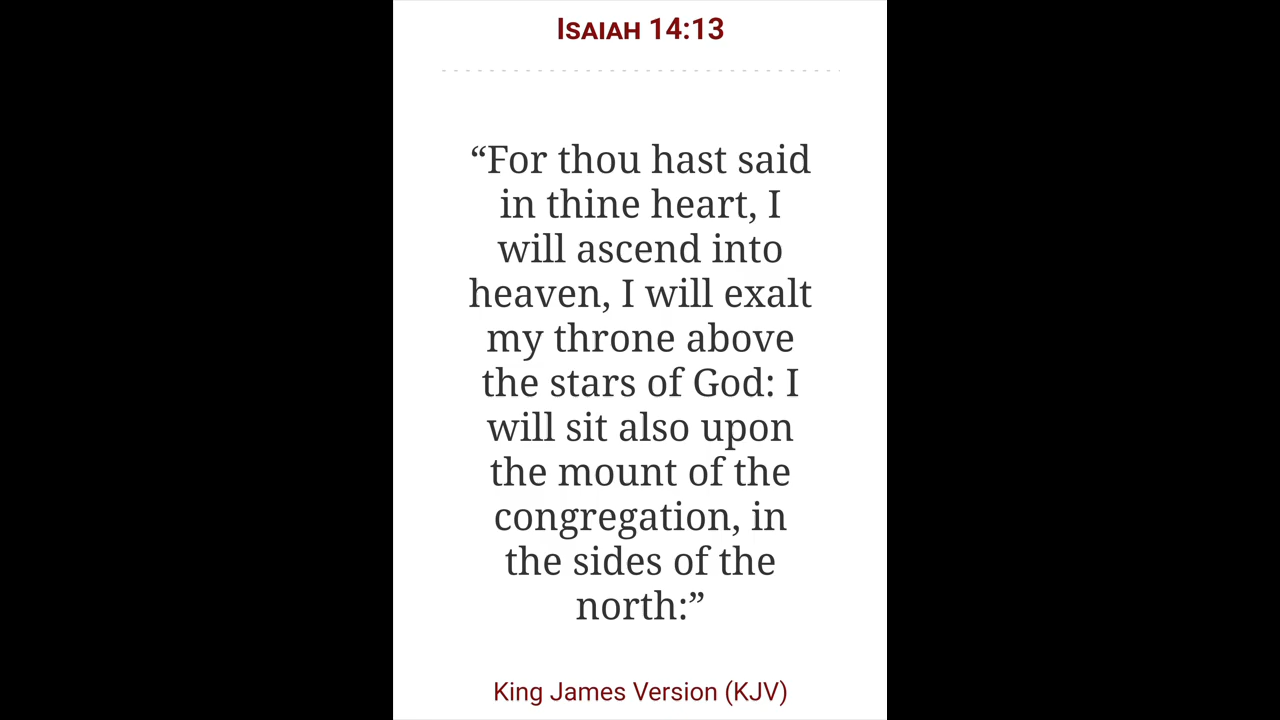 Isaiah 14:13
“For thou hast said
in thine heart, I
will ascend into
heaven, I will exalt
my throne above
the stars of God: I
will sit also upon
the mount of the
congregation, in
the sides of the
north:”
King James Version (KJV)